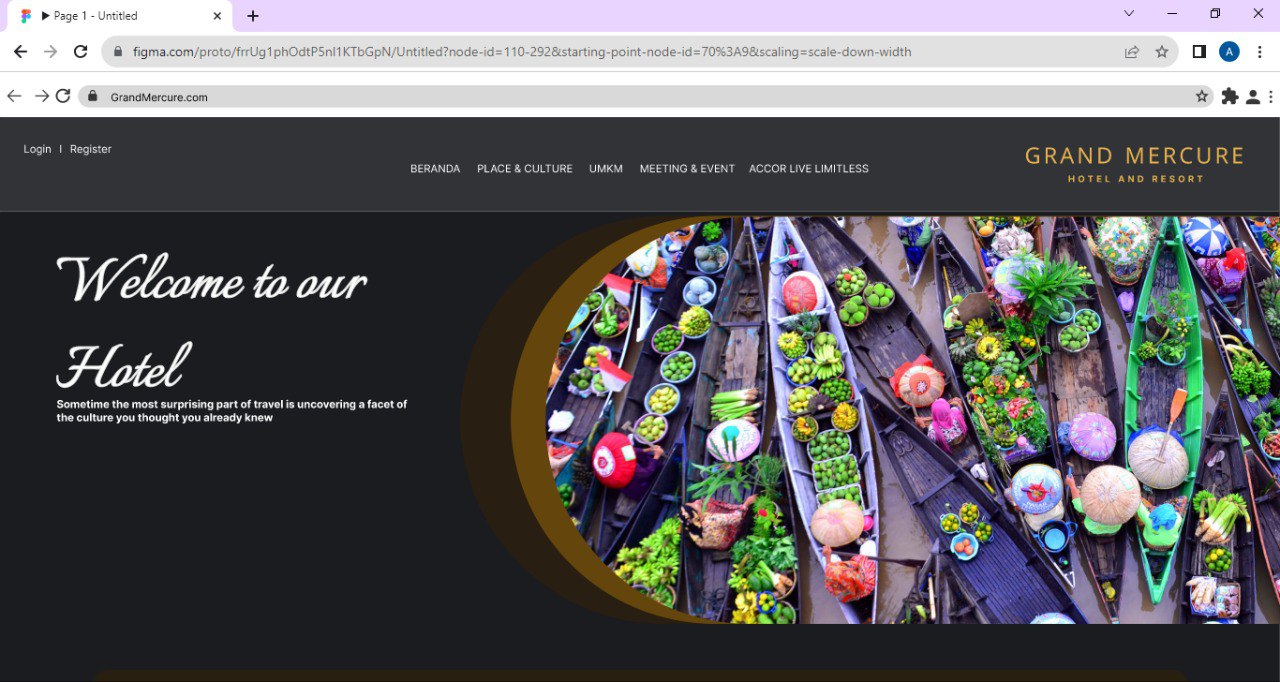 Page 1 - Untitled
figma.com/proto/frrUg1phOdtP5nl1KTbGpN/Untitled?node-id=110-292&starting-point-node-id=70%3A9&scaling=scale-down-width
A
GrandMercure.com
Login | Register
BERANDA PLACE & CULTURE UMKM MEETING & EVENT ACCOR LIVE LIMITLESS
GRAND MERCURE
HOTEL AND RESORT
Welcome to our
Hotel
Sometime the most surprising part of travel is uncovering a facet of
the culture you thought you already knew